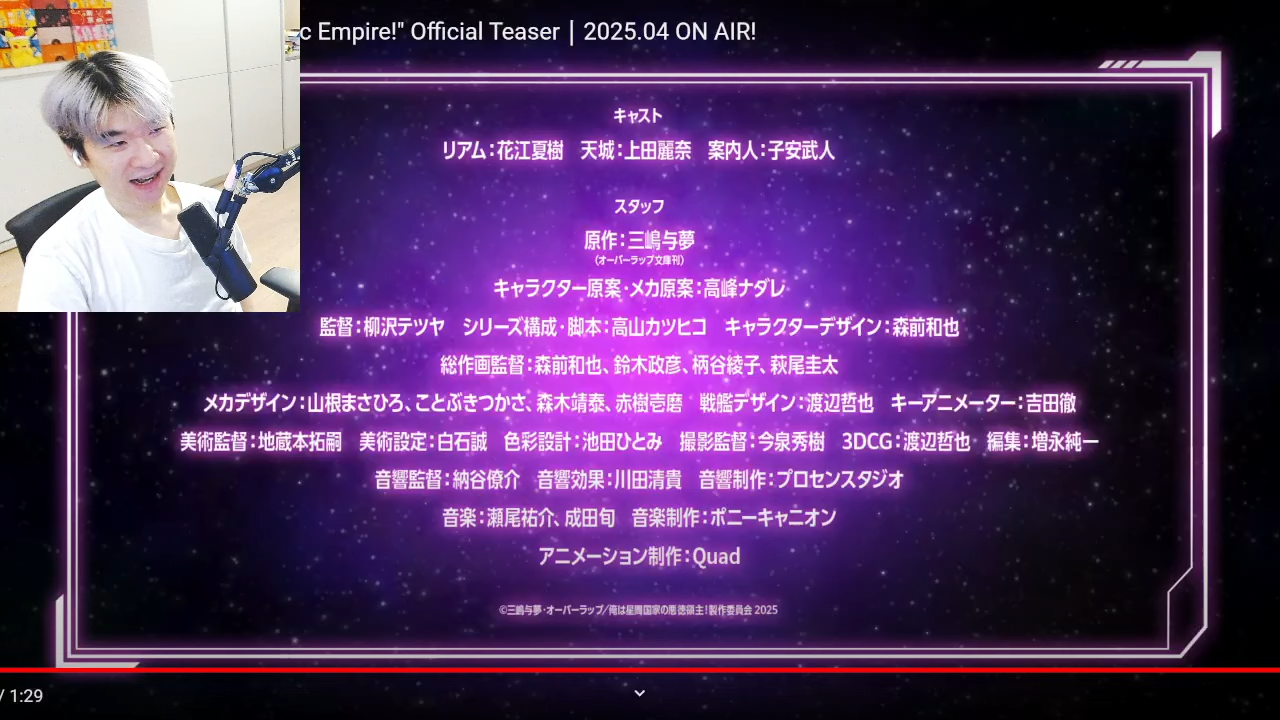 c Empire!" Official Teaser | 2025.04 ON AIR!
キャスト
リアム:花江夏樹 天城:上田麗奈 案内人:子安武人
スタッフ
原作:三嶋与夢
(オーバーラップ文庫刊)
キャラクター原案・メカ原案:高峰ナダレ
監督:柳沢テツヤ シリーズ構成・脚本:高山カツヒコ キャラクターデザイン:森前和也
総作画監督:森前和也、鈴木政彦、柄谷綾子、萩尾圭太
メカデザイン:山根まさひろ、ことぶきつかさ、森木靖泰、赤樹壱磨 戦艦デザイン:渡辺哲也 キーアニメーター:吉田徹
美術監督:地蔵本拓嗣 美術設定:白石誠 色彩設計:池田ひとみ 撮影監督:今泉秀樹 3DCG:渡辺哲也 編集:増永純一
音響監督:納谷僚介 音響効果:川田清貴 音響制作:プロセンスタジオ
音楽:瀬尾祐介、成田旬 音楽制作:ポニーキャニオン
アニメーション制作:Quad
©三嶋与夢・オーバーラップ/俺は星間国家の悪徳領主!製作委員会 2025
/ 1:29